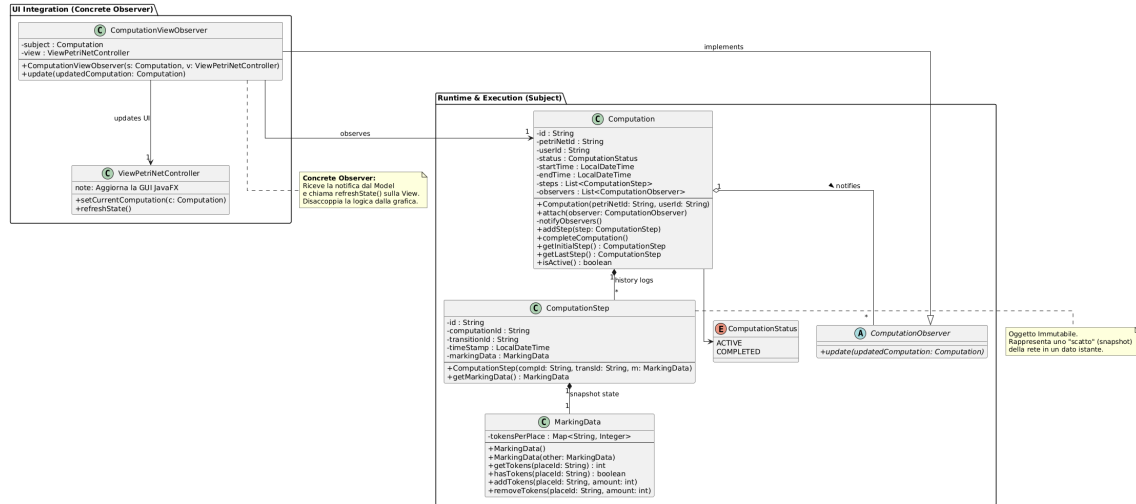 UI Integration (Concrete Observer)
C ComputationViewObserver
-subject : Computation
-view : ViewPetriNetController
+ComputationViewObserver(s: Computation, v: ViewPetriNetController)
+update(updatedComputation: Computation)
implements
updates UI
1
observes
1
C ViewPetriNetController
note: Aggiorna la GUI JavaFX
+setCurrentComputation(c: Computation)
+refreshState()
Concrete Observer:
Riceve la notifica dal Model
e chiama refreshState() sulla View.
Disaccoppia la logica dalla grafica.
Runtime & Execution (Subject)
C Computation
-id : String
-petriNetId : String
-userId : String
-status : ComputationStatus
-startTime : LocalDateTime
-endTime : LocalDateTime
-steps : List<ComputationStep>
-observers : List<ComputationObserver>
+Computation(petriNetId: String, userId: String)
+attach(observer: ComputationObserver)
-notifyObservers()
+addStep(step: ComputationStep)
+completeComputation()
+getInitialStep() : ComputationStep
+getLastStep() : ComputationStep
+isActive() : boolean
1
notifies
*
1
history logs
*
C ComputationStep
-id : String
-computationId : String
-transitionId : String
-timeStamp : LocalDateTime
-markingData : MarkingData
+ComputationStep(compId: String, transId: String, m: MarkingData)
+getMarkingData() : MarkingData
E ComputationStatus
ACTIVE
COMPLETED
A ComputationObserver
+update(updatedComputation: Computation)
Oggetto Immutabile.
Rappresenta uno "scatto" (snapshot)
della rete in un dato istante.
1
snapshot state
1
C MarkingData
-tokensPerPlace : Map<String, Integer>
+MarkingData()
+MarkingData(other: MarkingData)
+getTokens(placeId: String) : int
+hasTokens(placeId: String) : boolean
+addTokens(placeId: String, amount: int)
+removeTokens(placeId: String, amount: int)